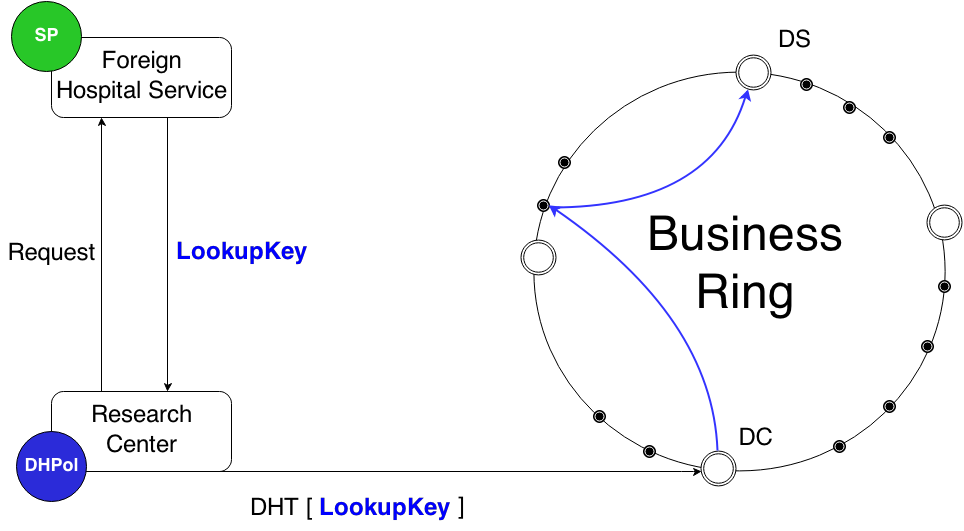 SP
Foreign
Hospital Service
Request
LookupKey
Research
Center
DHPol
DHT [ LookupKey ]
DS
Business
Ring
DC